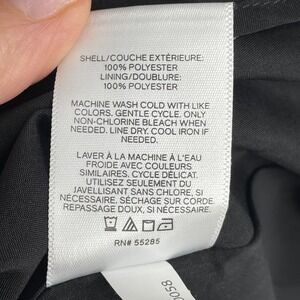 SHELL/COUCHE EXTÉRIEURE:
100% POLYESTER
LINING/DOUBLURE:
100% POLYESTER
MACHINE WASH COLD WITH LIKE
COLORS. GENTLE CYCLE. ONLY
NON-CHLORINE BLEACH WHEN
NEEDED. LINE DRY. COOL IRON IF
NEEDED.
LAVER À LA MACHINE À L'EAU
FROIDE AVEC COULEURS
SIMILAIRES. CYCLE DÉLICAT.
UTILISEZ SEULEMENT DU
JAVELLISANT SANS CHLORE, SI
NÉCESSAIRE, SÉCHAGE SUR CORDE.
REPASSAGE DOUX, SI NÉCESSAIRE.
RN# 55285